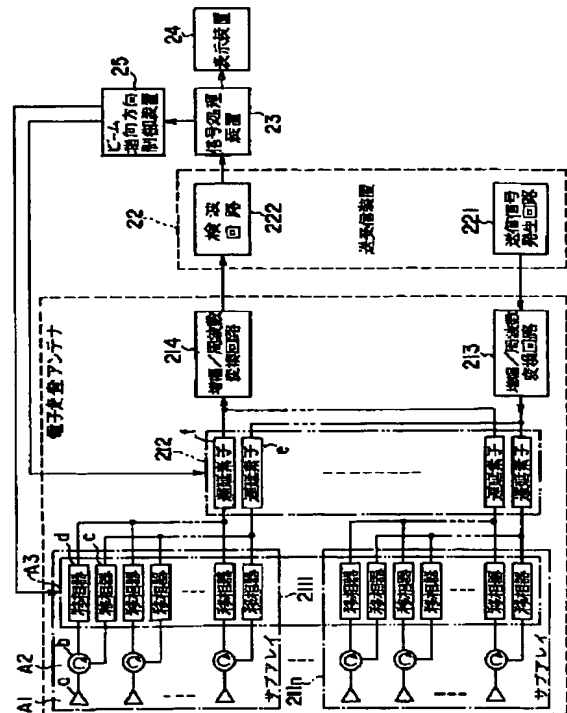 24
表示装置
25
ビーム
指向方向
制御装置
信号処理
装置
23
22
検波
回路
222
送受信装置
221
送信信号
発生回路
電子走査アンテナ
214
増幅/周波数
変換回路
213
増幅/周波数
変換回路
212
f
遅延素子
遅延素子
e
遅延素子
遅延素子
A3
d
移相器
c
移相器
移相器
移相器
移相器
移相器
2111
A2
b
A1
a
サブアレイ
移相器
移相器
移相器
移相器
移相器
移相器
211n
サブアレイ